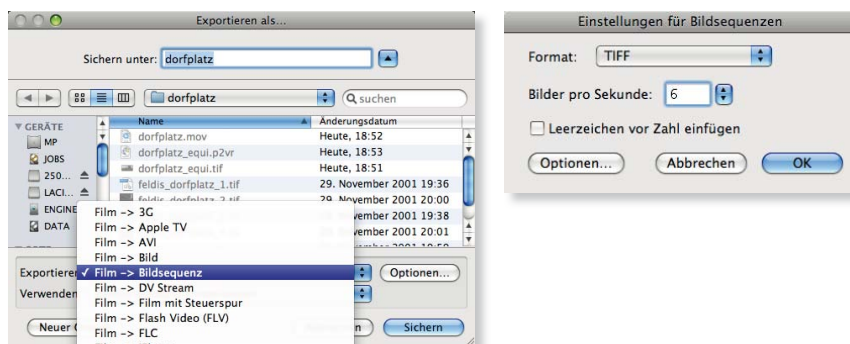 Exportieren als...
Sichern unter: dorfplatz
dorfplatz
suchen
GERÄTE
MP
JOBS
250...
LACI...
ENGINE
DATA
Name Änderungsdatum
dorfplatz.mov Heute, 18:52
dorfplatz_equi.p2vr Heute, 18:53
dorfplatz_equi.tif Heute, 18:51
feldis_dorfplatz_1.tif 29. November 2001 19:36
feldis_dorfplatz_2.tif 29. November 2001 20:00
vember 2001 19:38
vember 2001 20:01
Film -> 3G
Film -> Apple TV
Film -> AVI
Film -> Bild
Exportieren ✓ Film -> Bildsequenz Optionen...
Verwenden Film -> DV Stream
Film -> Film mit Steuerspur
Film -> Flash Video (FLV)
Film -> FLC
Neuer Sichern
Einstellungen für Bildsequenzen
Format: TIFF
Bilder pro Sekunde: 6
Leerzeichen vor Zahl einfügen
Optionen... Abbrechen OK